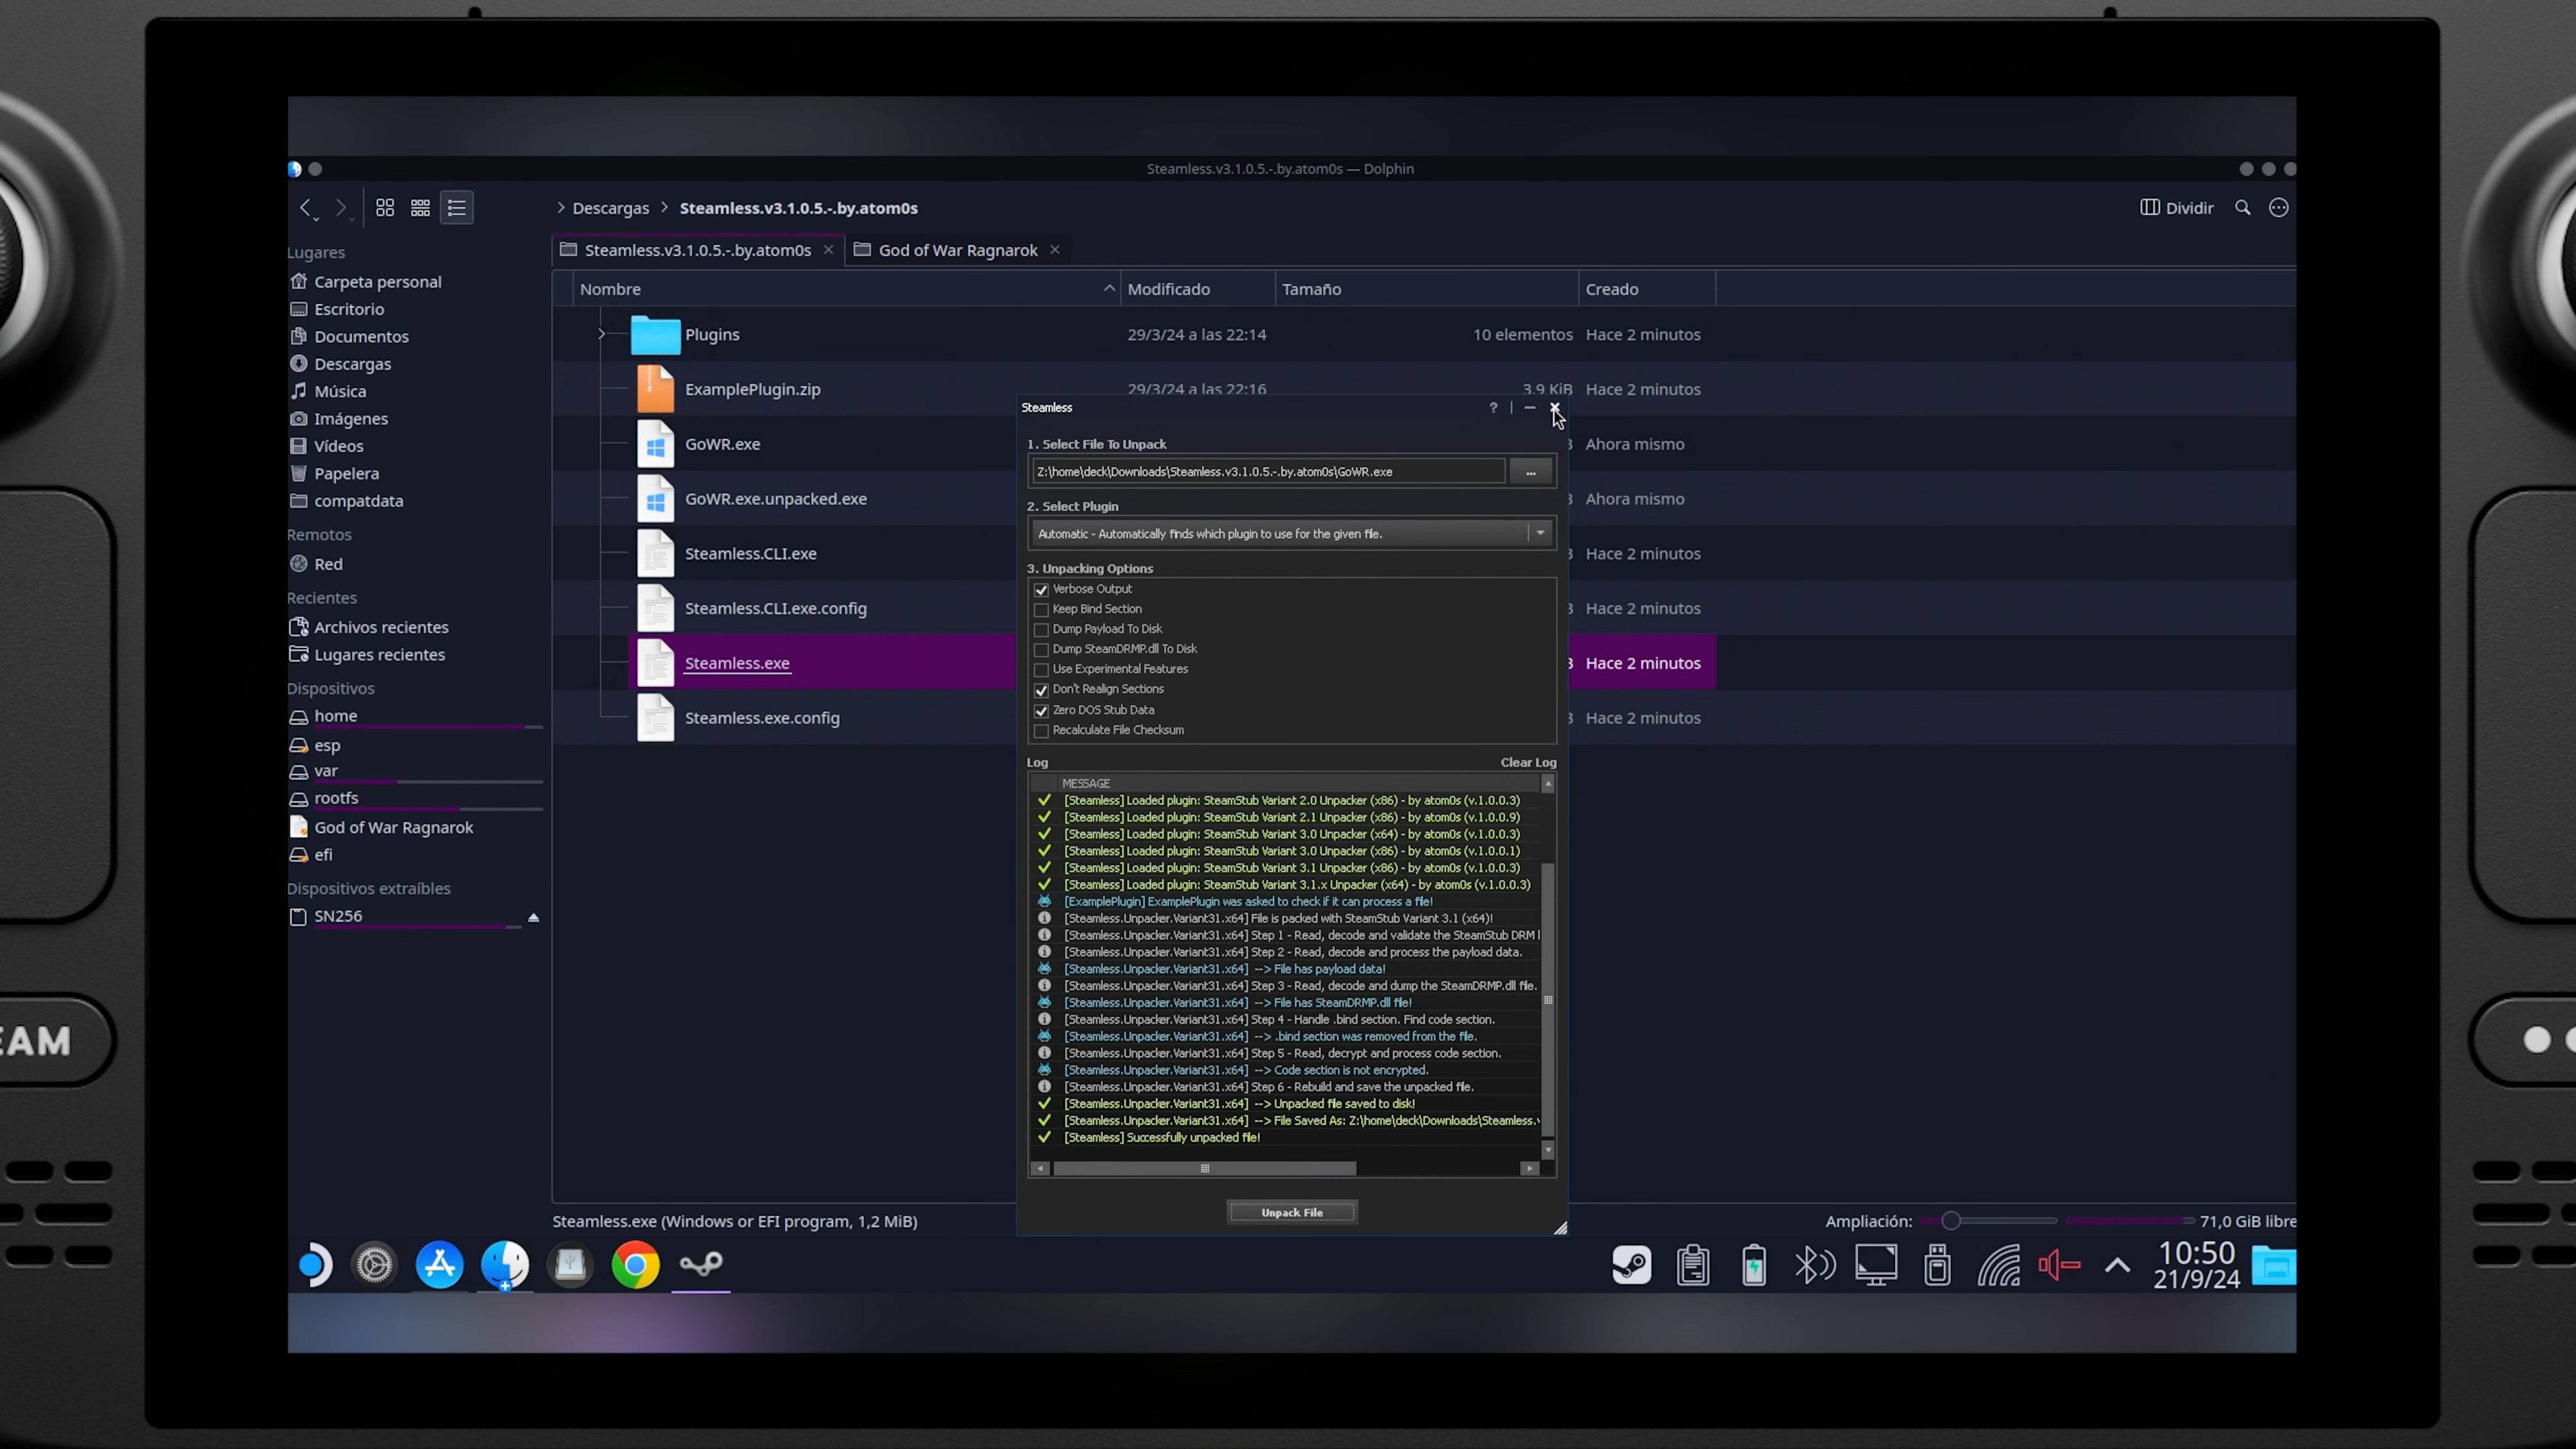 Steamless.v3.1.0.5.-.by.atom0s — Dolphin
> Descargas > Steamless.v3.1.0.5.-.by.atom0s
Dividir
Lugares
Carpeta personal
Escritorio
Documentos
Descargas
Música
Imágenes
Vídeos
Papelera
compatdata
Remotos
Red
Recientes
Archivos recientes
Lugares recientes
Dispositivos
home
esp
var
rootfs
God of War Ragnarok
efi
Dispositivos extraíbles
SN256
Steamless.v3.1.0.5.-.by.atom0s
God of War Ragnarok
Nombre Modificado Tamaño Creado
Plugins 29/3/24 a las 22:14 10 elementos Hace 2 minutos
ExamplePlugin.zip 29/3/24 a las 22:16 3,9 KiB Hace 2 minutos
GoWR.exe Ahora mismo
GoWR.exe.unpacked.exe Ahora mismo
Steamless.CLI.exe Hace 2 minutos
Steamless.CLI.exe.config Hace 2 minutos
Steamless.exe Hace 2 minutos
Steamless.exe.config Hace 2 minutos
Steamless
?
1. Select File To Unpack
Z:\home\deck\Downloads\Steamless.v3.1.0.5.-.by.atom0s\GoWR.exe
...
2. Select Plugin
Automatic - Automatically finds which plugin to use for the given file.
3. Unpacking Options
Verbose Output
Keep Bind Section
Dump Payload To Disk
Dump SteamDRMP.dll To Disk
Use Experimental Features
Don't Realign Sections
Zero DOS Stub Data
Recalculate File Checksum
Log Clear Log
MESSAGE
[Steamless] Loaded plugin: SteamStub Variant 2.0 Unpacker (x86) - by atom0s (v.1.0.0.3)
[Steamless] Loaded plugin: SteamStub Variant 2.1 Unpacker (x86) - by atom0s (v.1.0.0.9)
[Steamless] Loaded plugin: SteamStub Variant 3.0 Unpacker (x64) - by atom0s (v.1.0.0.3)
[Steamless] Loaded plugin: SteamStub Variant 3.0 Unpacker (x86) - by atom0s (v.1.0.0.1)
[Steamless] Loaded plugin: SteamStub Variant 3.1 Unpacker (x86) - by atom0s (v.1.0.0.3)
[Steamless] Loaded plugin: SteamStub Variant 3.1.x Unpacker (x64) - by atom0s (v.1.0.0.3)
[ExamplePlugin] ExamplePlugin was asked to check if it can process a file!
[Steamless.Unpacker.Variant31.x64] File is packed with SteamStub Variant 3.1 (x64)!
[Steamless.Unpacker.Variant31.x64] Step 1 - Read, decode and validate the SteamStub DRM
[Steamless.Unpacker.Variant31.x64] Step 2 - Read, decode and process the payload data.
[Steamless.Unpacker.Variant31.x64] --> File has payload data!
[Steamless.Unpacker.Variant31.x64] Step 3 - Read, decode and dump the SteamDRMP.dll file.
[Steamless.Unpacker.Variant31.x64] --> File has SteamDRMP.dll file!
[Steamless.Unpacker.Variant31.x64] Step 4 - Handle .bind section. Find code section.
[Steamless.Unpacker.Variant31.x64] --> .bind section was removed from the file.
[Steamless.Unpacker.Variant31.x64] Step 5 - Read, decrypt and process code section.
[Steamless.Unpacker.Variant31.x64] --> Code section is not encrypted.
[Steamless.Unpacker.Variant31.x64] Step 6 - Rebuild and save the unpacked file.
[Steamless.Unpacker.Variant31.x64] --> Unpacked file saved to disk!
[Steamless.Unpacker.Variant31.x64] --> File Saved As: Z:\home\deck\Downloads\Steamless.
[Steamless] Successfully unpacked file!
Unpack File
Steamless.exe (Windows or EFI program, 1,2 MiB)
Ampliación: 71,0 GiB libre
10:50
21/9/24
EAM